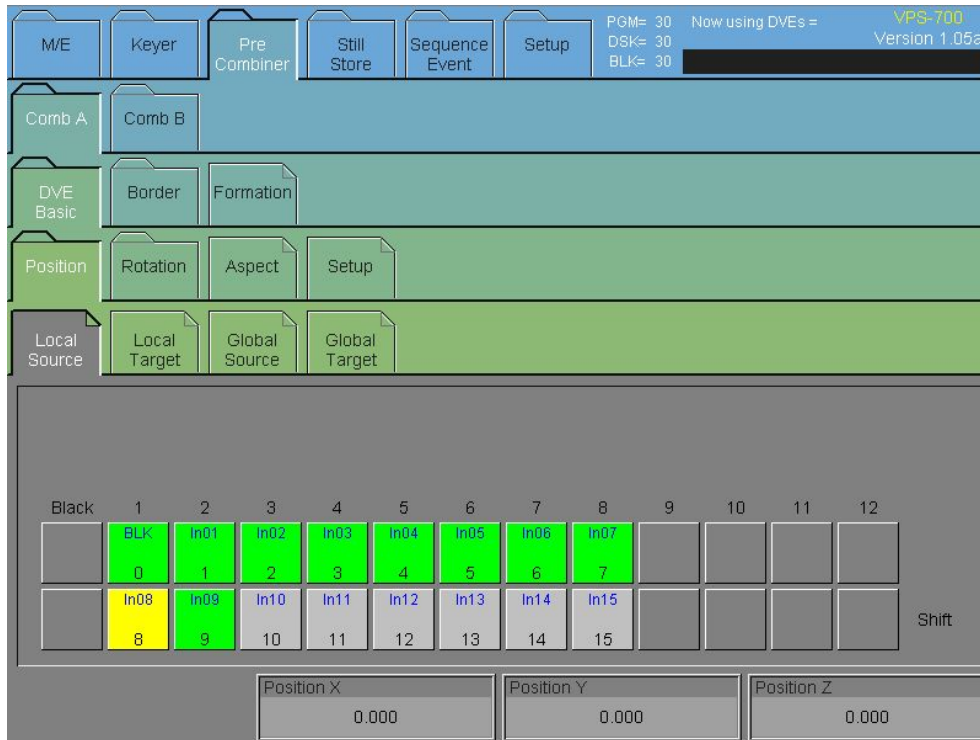 M/E Keyer Pre Combiner Still Store Sequence Event Setup
PGM= 30
DSK= 30
BLK= 30
Now using DVEs =
VPS-700
Version 1.05a
Comb A Comb B
DVE Basic Border Formation
Position Rotation Aspect Setup
Local Source Local Target Global Source Global Target
Black 1 2 3 4 5 6 7 8 9 10 11 12
BLK In01 In02 In03 In04 In05 In06 In07
0 1 2 3 4 5 6 7
In08 In09 In10 In11 In12 In13 In14 In15
8 9 10 11 12 13 14 15
Shift
Position X Position Y Position Z
0.000 0.000 0.000